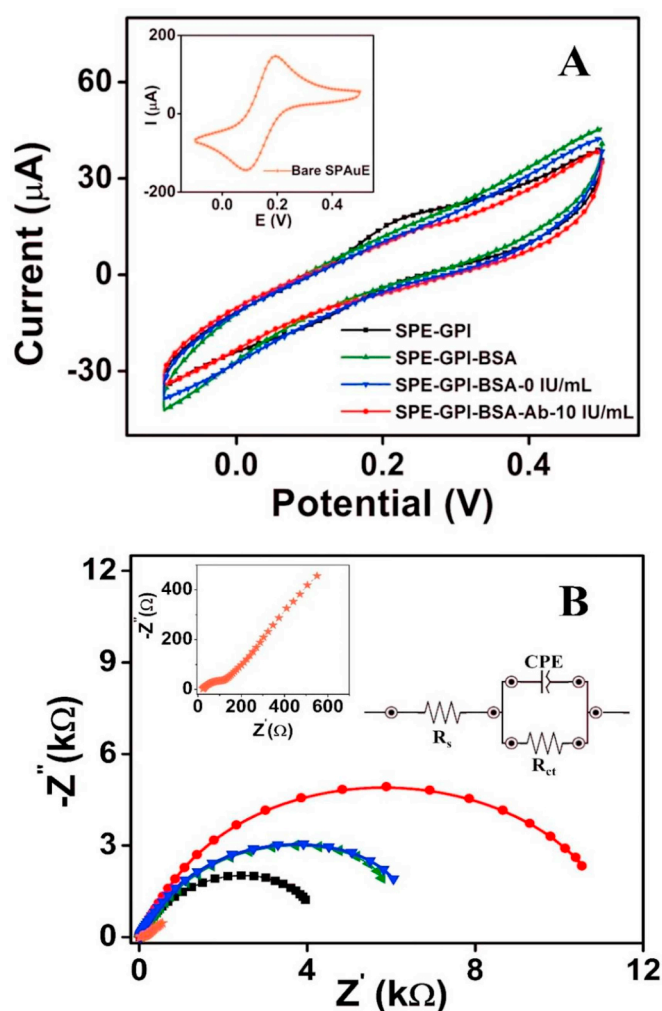 A
200
0
-200
I (µA)
0.0 0.2 0.4
E (V)
Bare SPAuE
60
30
0
-30
Current (µA)
SPE-GPI
SPE-GPI-BSA
SPE-GPI-BSA-0 IU/mL
SPE-GPI-BSA-Ab-10 IU/mL
0.0 0.2 0.4
Potential (V)
B
400
200
0
-Z"(Ω)
0 200 400 600
Z'(Ω)
CPE
Rs
Rct
12
9
6
3
0
-Z"(kΩ)
0 4 8 12
Z' (kΩ)